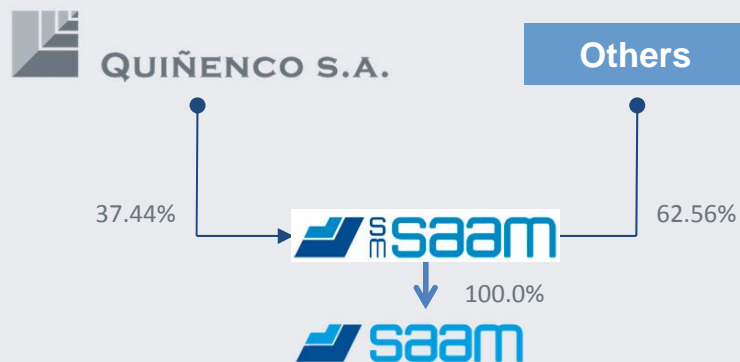 QUIÑENCO S.A.
Others
37.44%
62.56%
SM saam
100.0%
saam